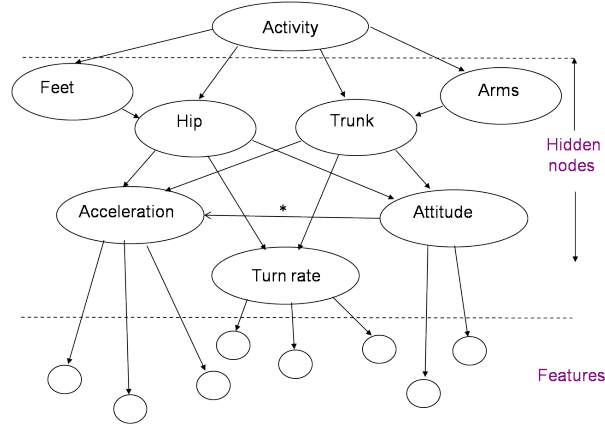 Activity
Feet
Arms
Hip
Trunk
Hidden
nodes
Acceleration
*
Attitude
Turn rate
Features